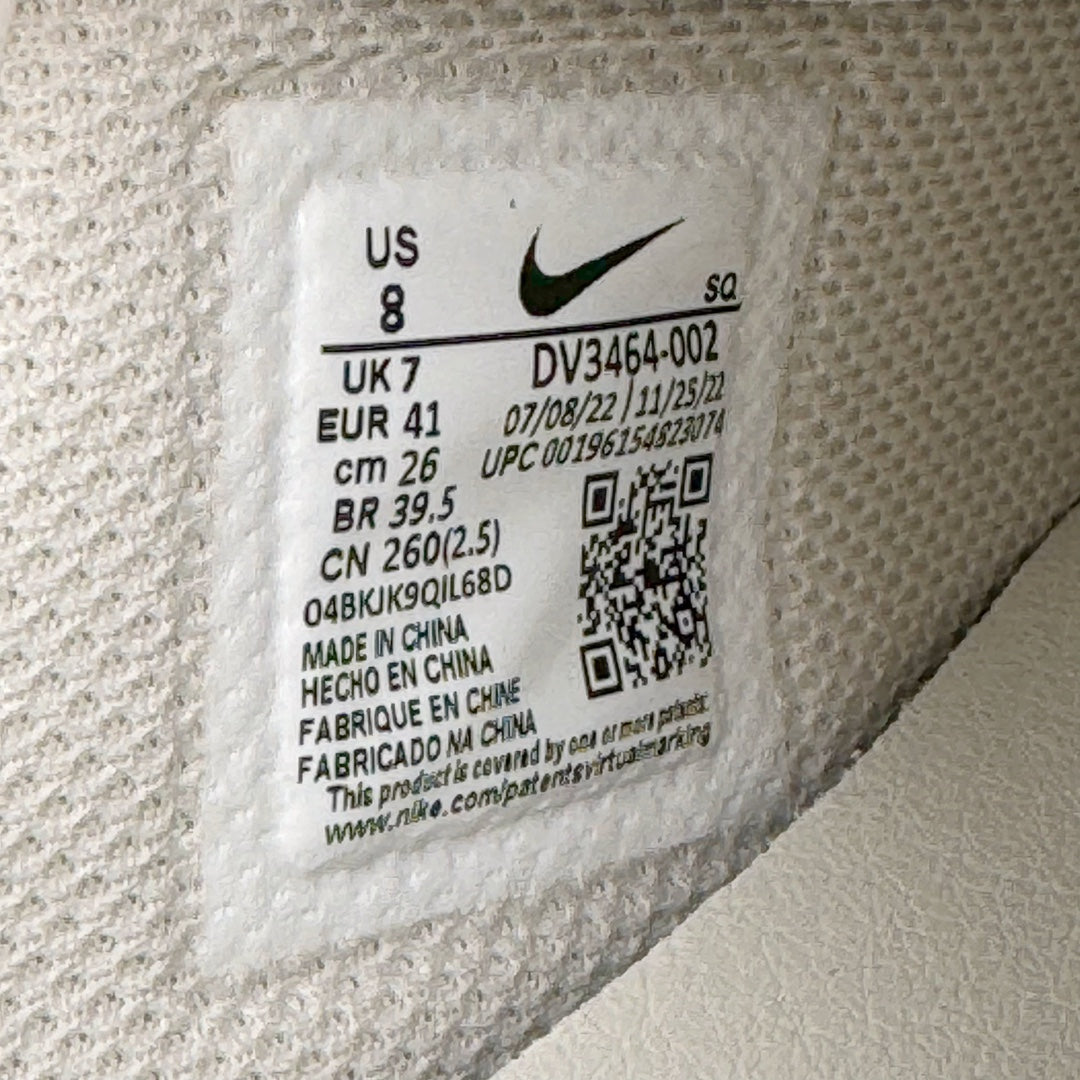 US
8
SQ
UK 7
DV3464-002
EUR 41
07/08/22 | 11/25/22
cm 26
UPC 00196154823074
BR 39.5
CN 260(2.5)
04BKJK9QIL68D
MADE IN CHINA
HECHO EN CHINA
FABRIQUE EN CHINE
FABRICADO NA CHINA
This product is covered by one or more patents
www.nike.com/patentsvirtualmarking